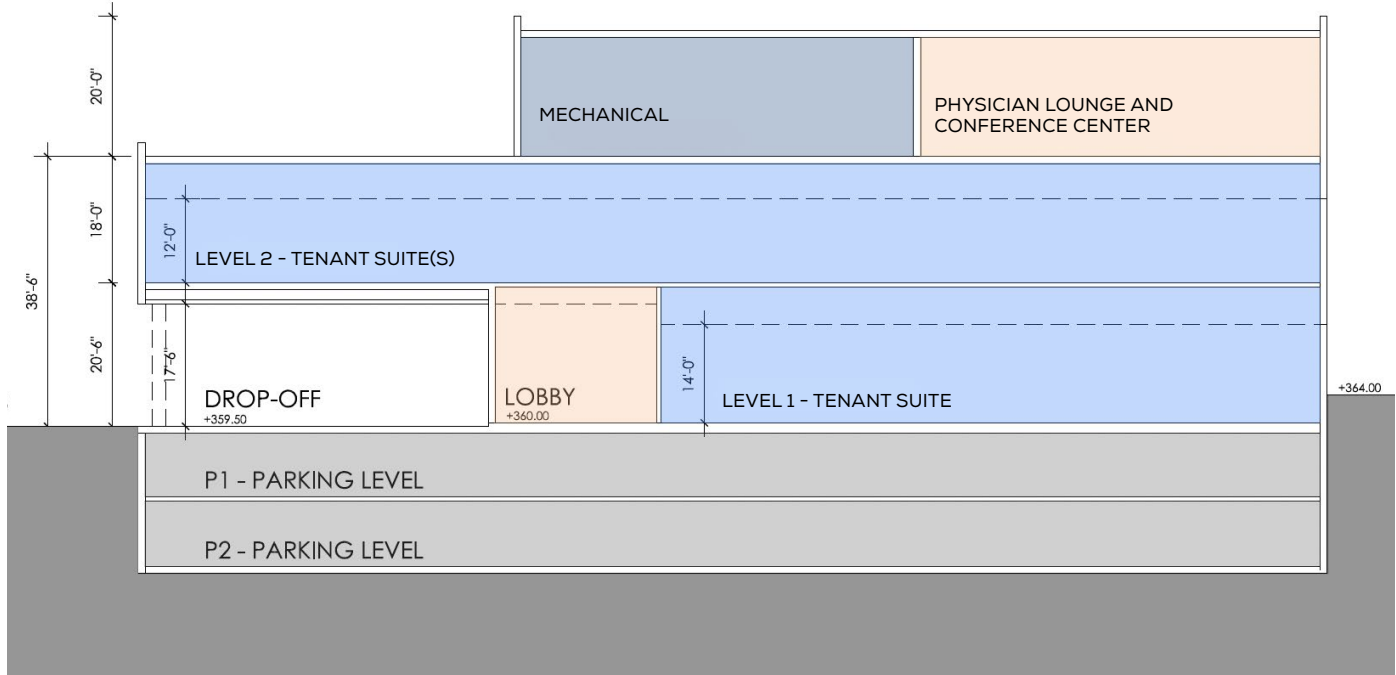 20'-0"
MECHANICAL
PHYSICIAN LOUNGE AND
CONFERENCE CENTER
18'-0"
12'-0"
LEVEL 2 - TENANT SUITE(S)
38'-6"
20'-6"
17'-6"
DROP-OFF
+359.50
LOBBY
+360.00
14'-0"
LEVEL 1 - TENANT SUITE
+364.00
P1 - PARKING LEVEL
P2 - PARKING LEVEL